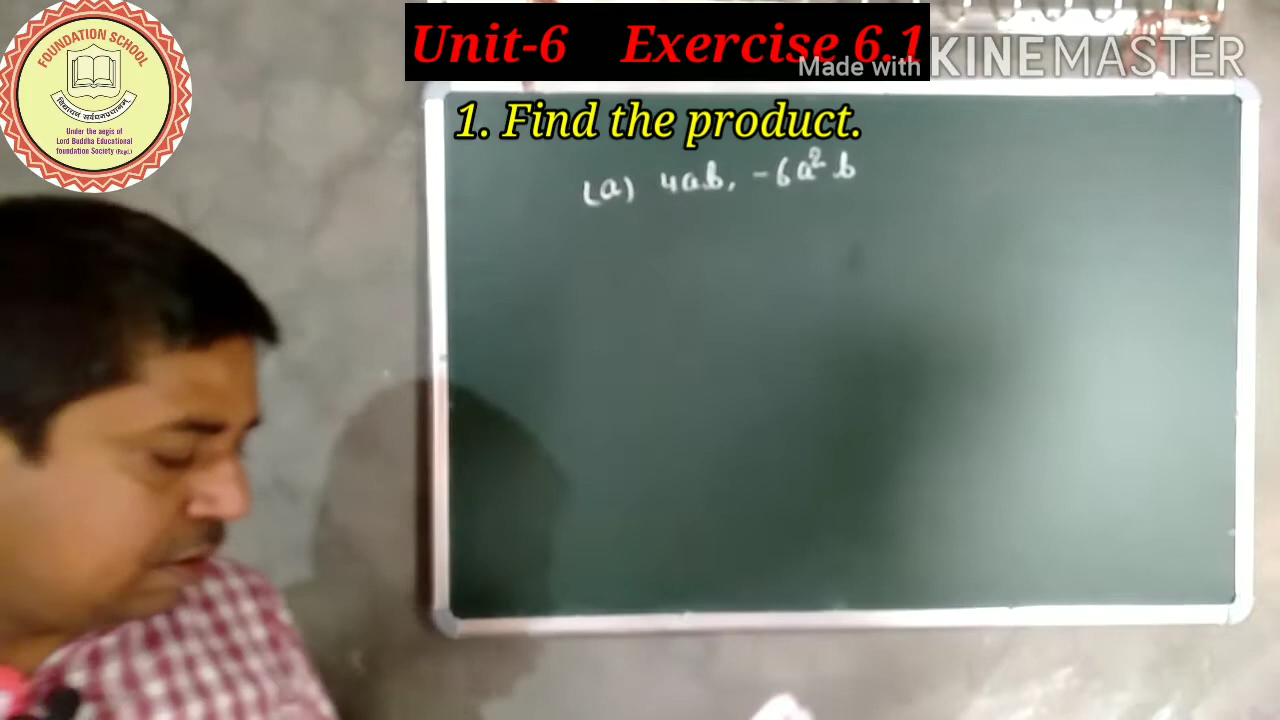 Unit-6 Exercise 6.1
Made with KINEMASTER
FOUNDATION SCHOOL
Under the aegis of
Lord Buddha Educational
foundation Society (Regd.)
1. Find the product.
(a) 4ab, -6a²b